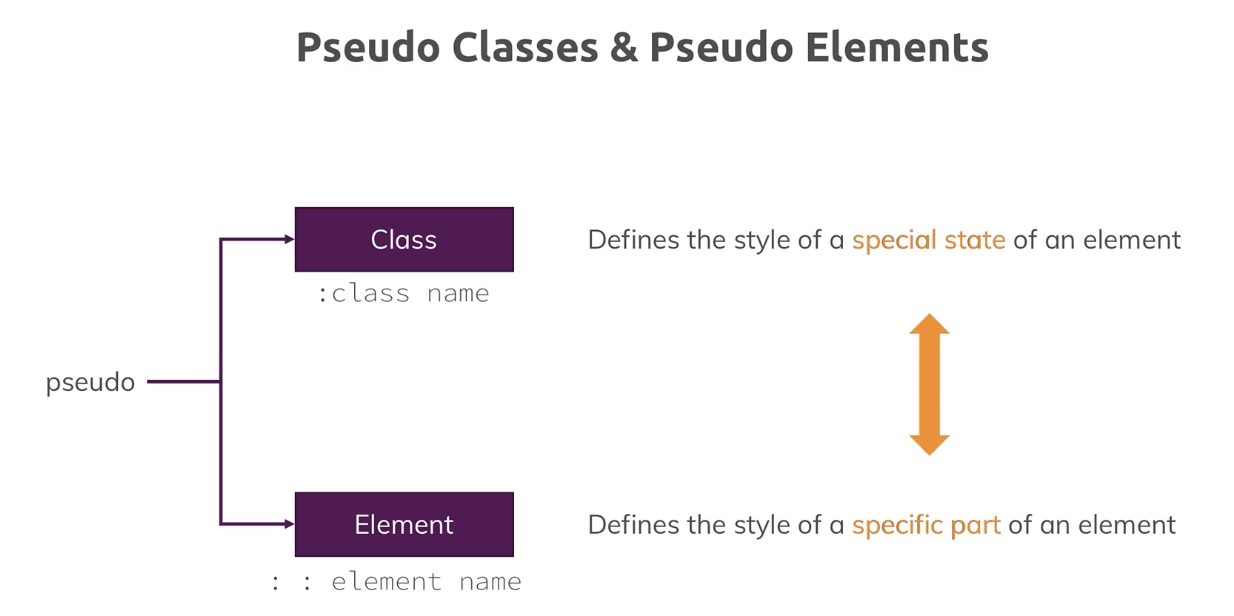 Pseudo Classes & Pseudo Elements
Class
Defines the style of a special state of an element
:class name
pseudo
Element
Defines the style of a specific part of an element
: : element name